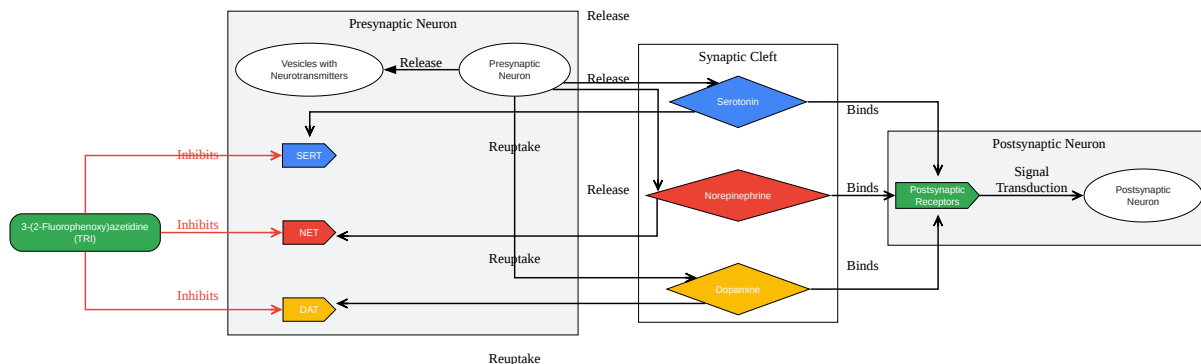 Release
Presynaptic Neuron
Synaptic Cleft
Vesicles with
Neurotransmitters
Release
Presynaptic
Neuron
Release
Serotonin
Binds
Reuptake
Inhibits
SERT
Postsynaptic Neuron
Signal
Transduction
Release
Norepinephrine
Binds
Postsynaptic
Receptors
Postsynaptic
Neuron
3-(2-Fluorophenoxy)azetidine
(TRI)
Inhibits
NET
Reuptake
Binds
Inhibits
DAT
Dopamine
Reuptake